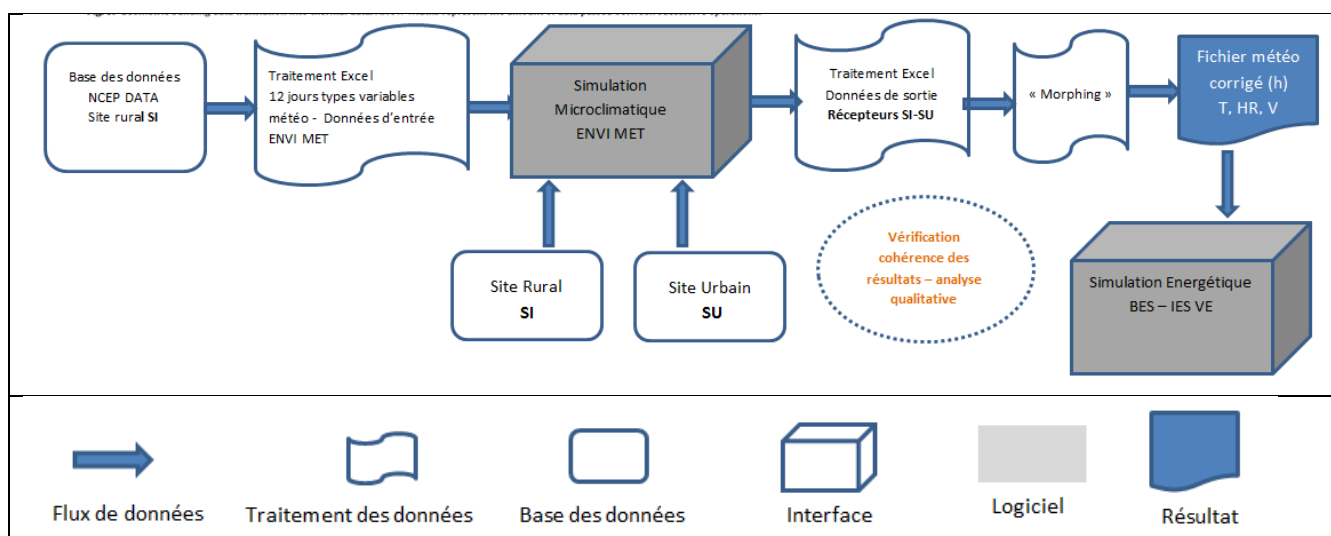 Base des données
NCEP DATA
Site rural SI
Traitement Excel
12 jours types variables
météo - Données d'entrée
ENVI MET
Simulation
Microclimatique
ENVI MET
Traitement Excel
Données de sortie
Récepteurs SI-SU
« Morphing »
Fichier météo
corrigé (h)
T, HR, V
Site Rural
SI
Site Urbain
SU
Vérification
cohérence des
résultats – analyse
qualitative
Simulation Energétique
BES – IES VE
Flux de données
Traitement des données
Base des données
Interface
Logiciel
Résultat